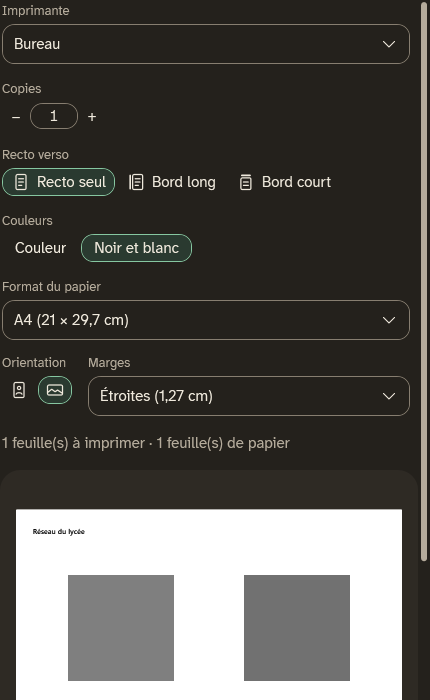 Imprimante
Bureau
Copies
− 1 +
Recto verso
Recto seul Bord long Bord court
Couleurs
Couleur Noir et blanc
Format du papier
A4 (21 × 29,7 cm)
Orientation Marges
Étroites (1,27 cm)
1 feuille(s) à imprimer · 1 feuille(s) de papier
Réseau du lycée